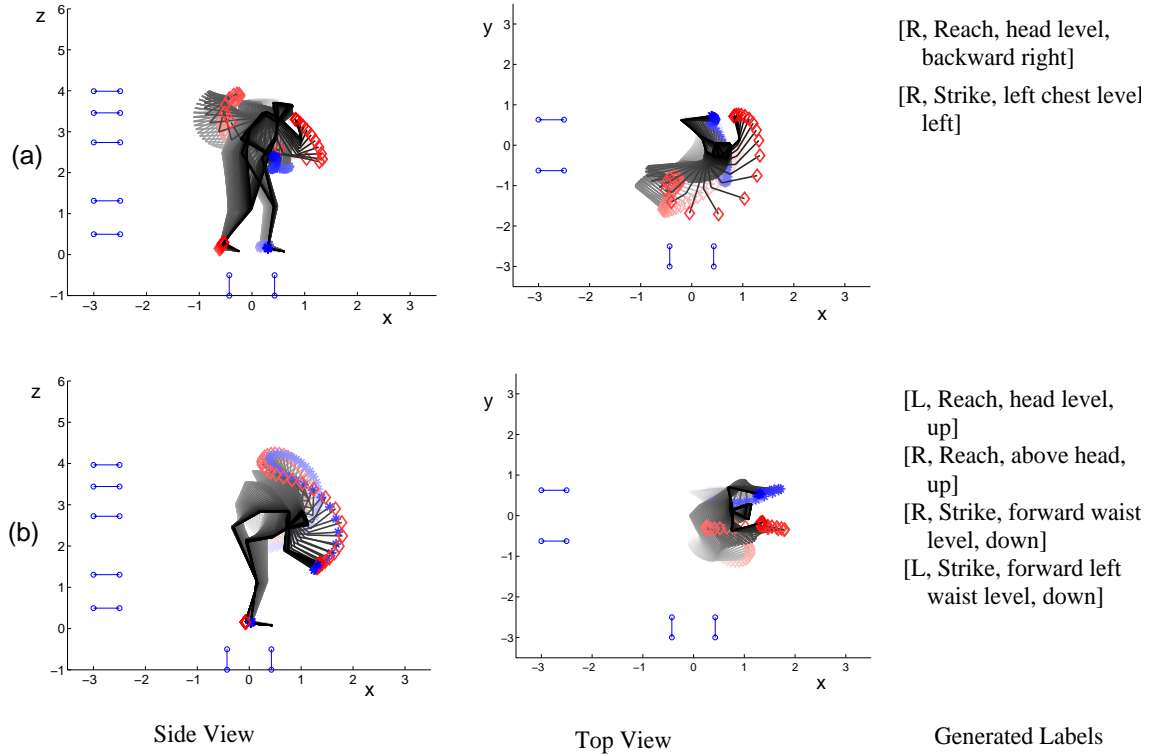 z
6
5
4
3
2
1
0
−1
−3 −2 −1 0 1 2 3
x
(a)
y
3
2
1
0
−1
−2
−3
−3 −2 −1 0 1 2 3
x
[R, Reach, head level,
backward right]
[R, Strike, left chest level
left]
z
6
5
4
3
2
1
0
−1
−3 −2 −1 0 1 2 3
x
(b)
y
3
2
1
0
−1
−2
−3
−3 −2 −1 0 1 2 3
x
[L, Reach, head level,
up]
[R, Reach, above head,
up]
[R, Strike, forward waist
level, down]
[L, Strike, forward left
waist level, down]
Side View
Top View
Generated Labels